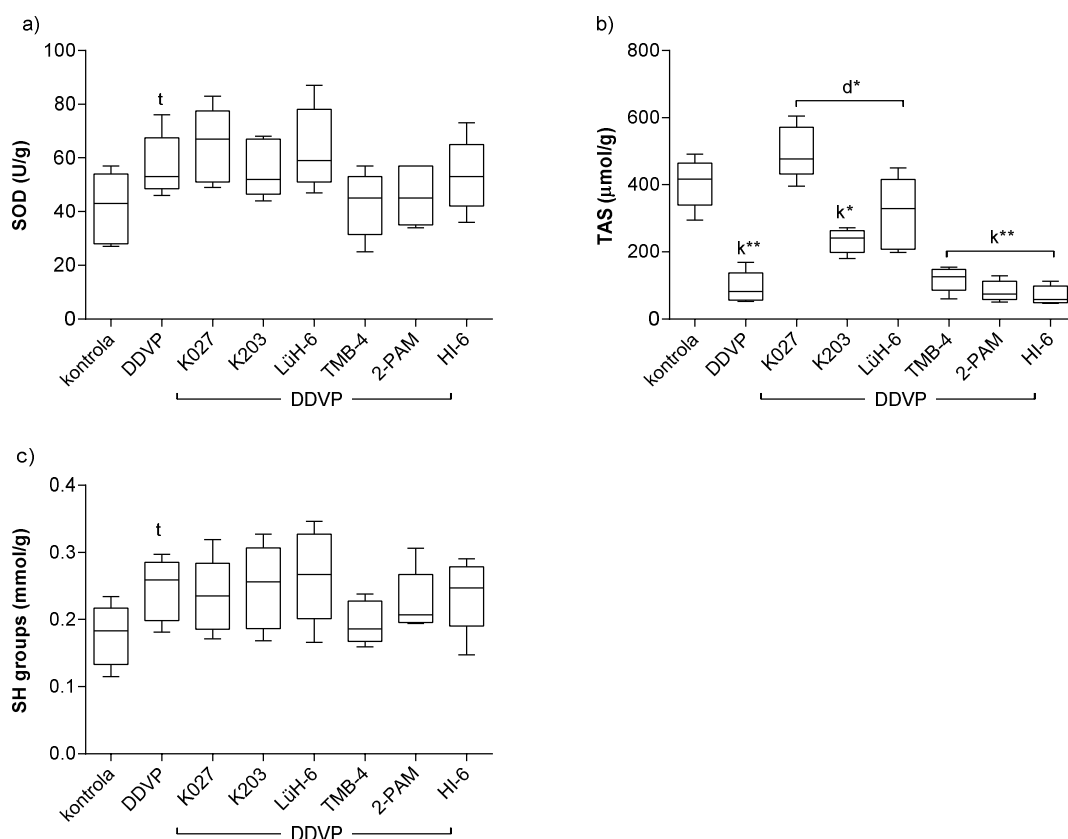 a)
SOD (U/g)
100
80
60
40
20
0
t
kontrola
DDVP
K027
K203
LüH-6
TMB-4
2-PAM
HI-6
DDVP
b)
TAS (µmol/g)
800
600
400
200
0
d*
k**
k*
k**
kontrola
DDVP
K027
K203
LüH-6
TMB-4
2-PAM
HI-6
DDVP
c)
SH groups (mmol/g)
0.4
0.3
0.2
0.1
0.0
t
kontrola
DDVP
K027
K203
LüH-6
TMB-4
2-PAM
HI-6
DDVP